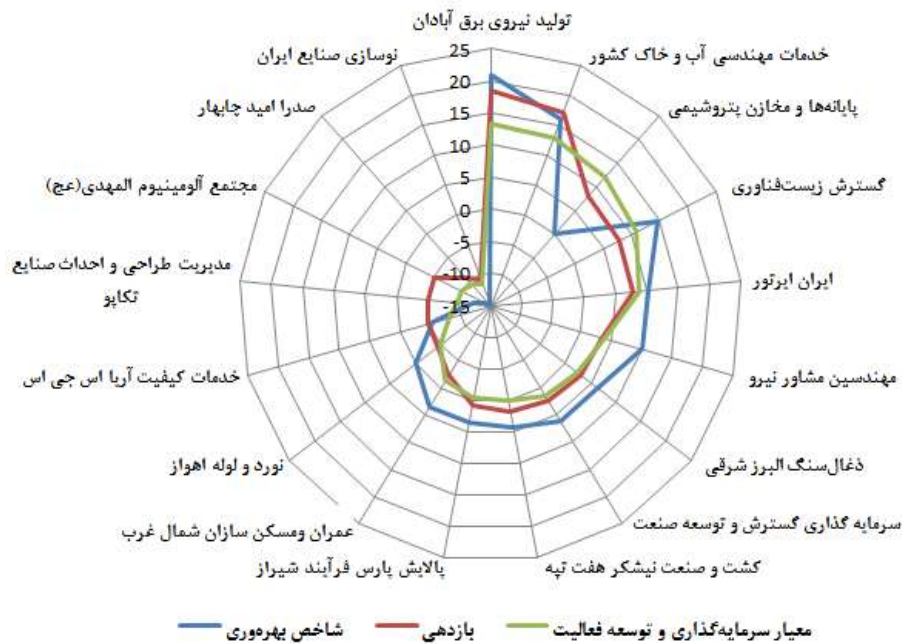 تولید نیروی برق آبادان
خدمات مهندسی آب و خاک کشور
پایانه‌ها و مخازن پتروشیمی
گسترش زیست‌فناوری
ایران ایرتور
مهندسین مشاور نیرو
ذغال‌سنگ البرز شرقی
سرمایه گذاری گسترش و توسعه صنعت
کشت و صنعت نیشکر هفت تپه
پالایش پارس فرآیند شیراز
عمران ومسکن سازان شمال غرب
نورد و لوله اهواز
خدمات کیفیت آریا اس جی اس
مدیریت طراحی و احداث صنایع
تکاپو
مجتمع آلومینیوم المهدی(عج)
صدرا امید چابهار
نوسازی صنایع ایران
25
20
15
10
5
0
-5
-10
-15
شاخص بهره‌وری
بازدهی
معیار سرمایه‌گذاری و توسعه فعالیت